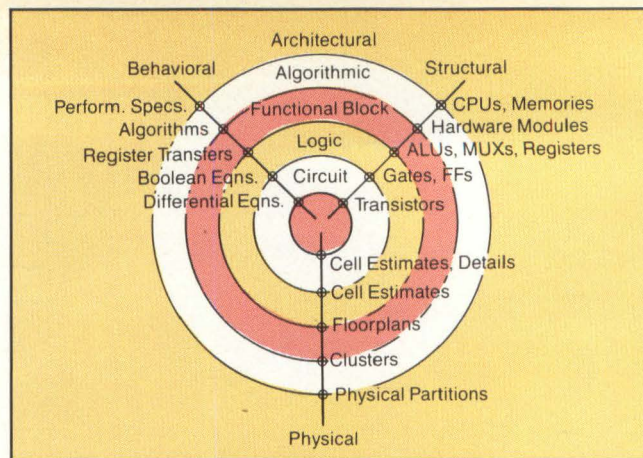 Architectural
Behavioral
Algorithmic
Structural
Perform. Specs.
CPUs, Memories
Functional Block
Algorithms
Hardware Modules
Logic
Register Transfers
ALUs, MUXs, Registers
Boolean Eqns.
Circuit
Gates, FFs
Differential Eqns.
Transistors
Cell Estimates, Details
Cell Estimates
Floorplans
Clusters
Physical Partitions
Physical